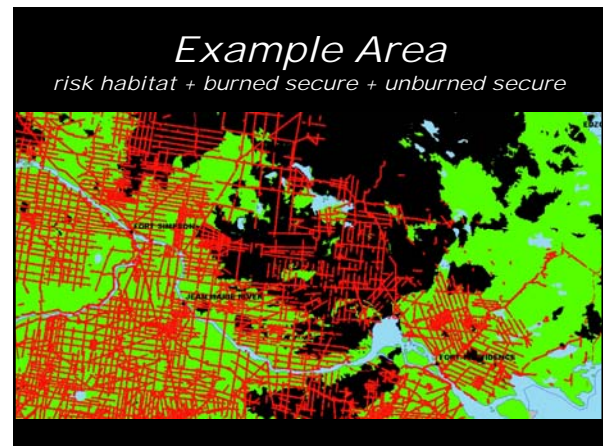 Example Area
risk habitat + burned secure + unburned secure
FORT SIMPSON
JEAN MARIE RIVER
FORT PROVIDENCE